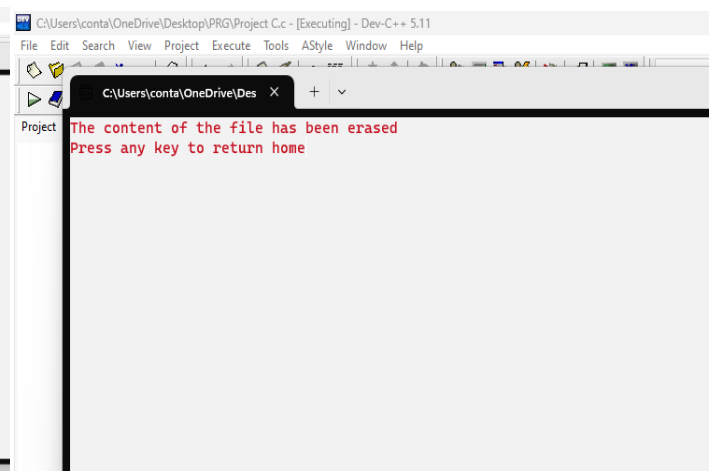 C:\Users\conta\OneDrive\Desktop\PRG\Project C.c - [Executing] - Dev-C++ 5.11
File Edit Search View Project Execute Tools AStyle Window Help
C:\Users\conta\OneDrive\Des
Project
The content of the file has been erased
Press any key to return home